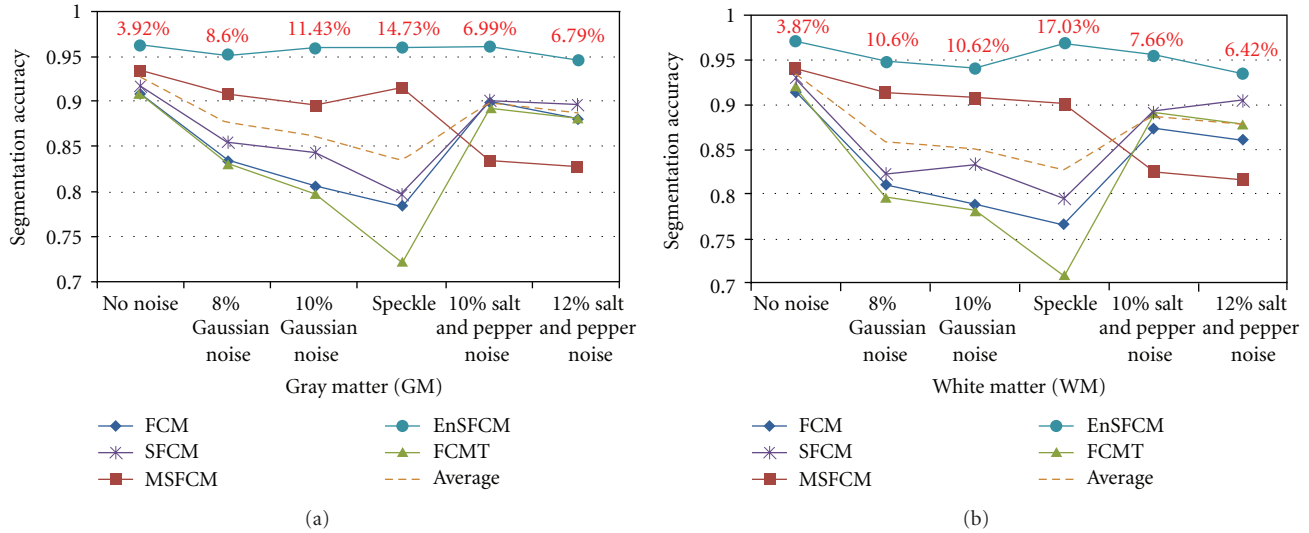 Segmentation accuracy
1
0.95
0.9
0.85
0.8
0.75
0.7
3.92%
8.6%
11.43%
14.73%
6.99%
6.79%
No noise
8%
Gaussian
noise
10%
Gaussian
noise
Speckle
10% salt
and pepper
noise
12% salt
and pepper
noise
Gray matter (GM)
FCM
SFCM
MSFCM
EnSFCM
FCMT
Average
(a)
Segmentation accuracy
1
0.95
0.9
0.85
0.8
0.75
0.7
3.87%
10.6%
10.62%
17.03%
7.66%
6.42%
No noise
8%
Gaussian
noise
10%
Gaussian
noise
Speckle
10% salt
and pepper
noise
12% salt
and pepper
noise
White matter (WM)
FCM
SFCM
MSFCM
EnSFCM
FCMT
Average
(b)